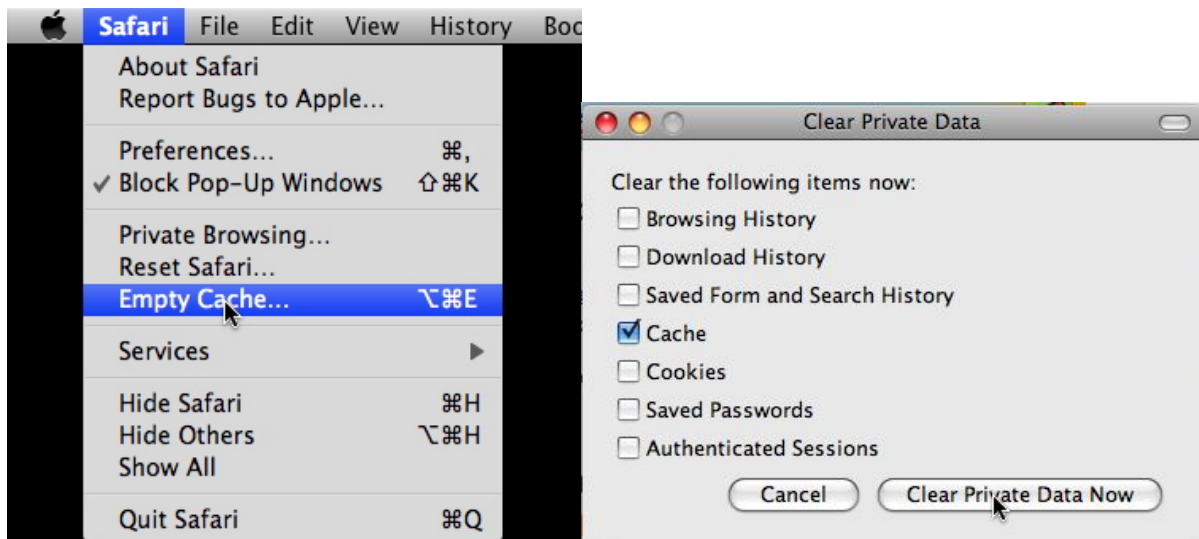 Safari File Edit View History Boo
About Safari
Report Bugs to Apple...
Preferences... ⌘,
✓ Block Pop-Up Windows ⇧⌘K
Private Browsing...
Reset Safari...
Empty Cache... ⌥⌘E
Services ▶
Hide Safari ⌘H
Hide Others ⌥⌘H
Show All
Quit Safari ⌘Q
Clear Private Data
Clear the following items now:
Browsing History
Download History
Saved Form and Search History
Cache
Cookies
Saved Passwords
Authenticated Sessions
Cancel Clear Private Data Now